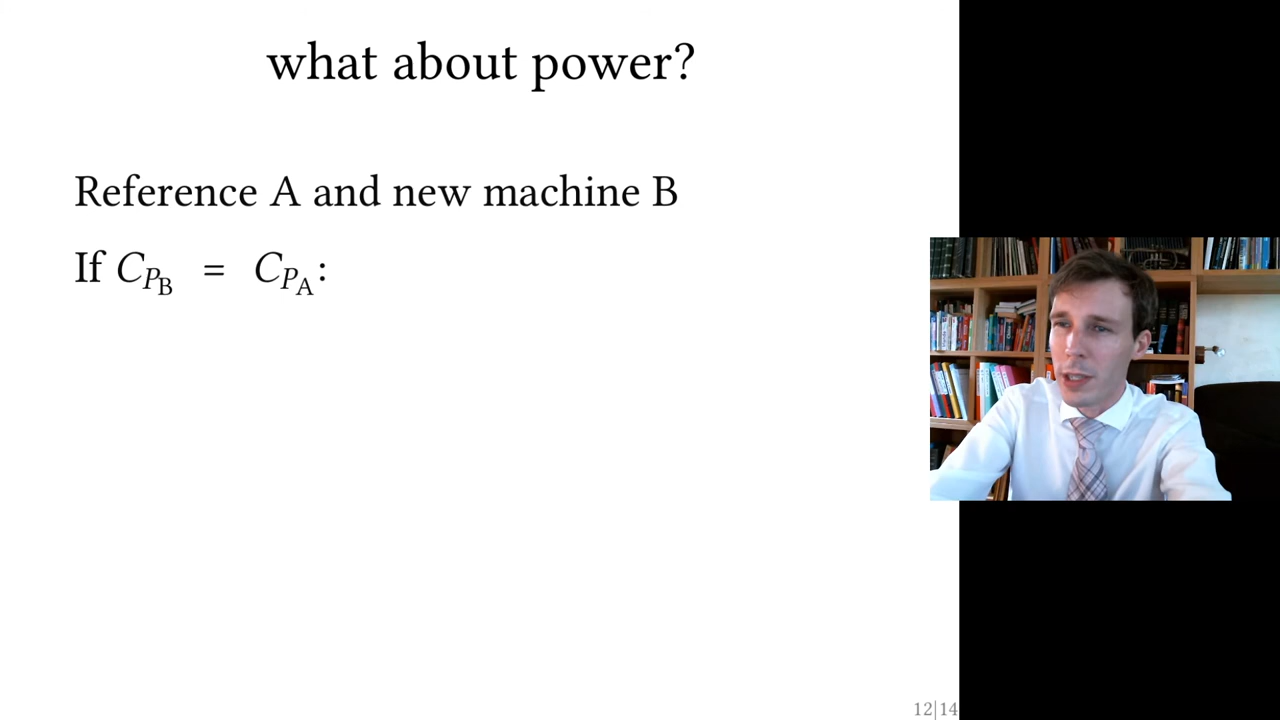 what about power?
Reference A and new machine B
If C_{P_B} = C_{P_A}:
12|14